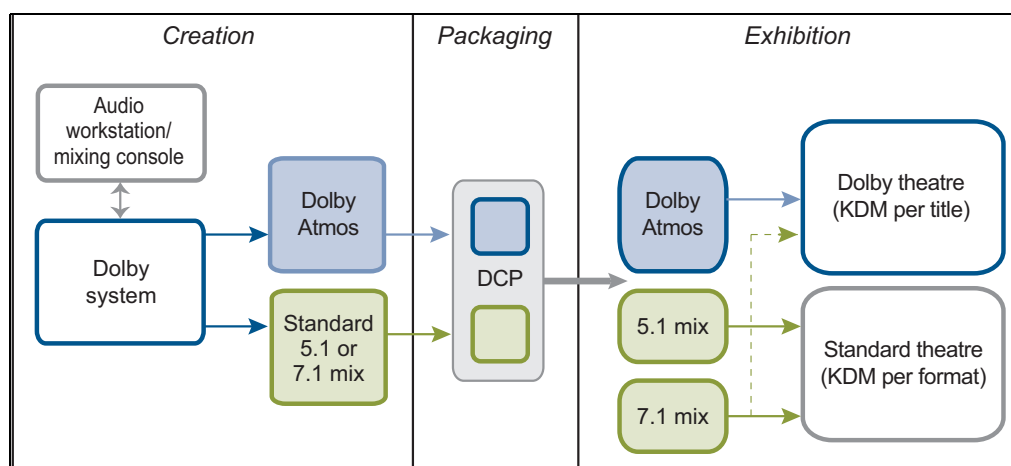 Creation
Packaging
Exhibition
Audio
workstation/
mixing console
Dolby
system
Dolby
Atmos
Standard
5.1 or
7.1 mix
DCP
Dolby
Atmos
5.1 mix
7.1 mix
Dolby theatre
(KDM per title)
Standard theatre
(KDM per format)